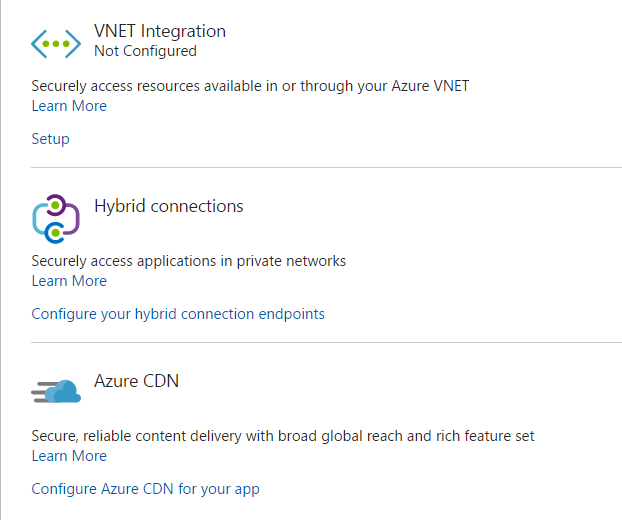 VNET Integration
Not Configured
Securely access resources available in or through your Azure VNET
Learn More
Setup
Hybrid connections
Securely access applications in private networks
Learn More
Configure your hybrid connection endpoints
Azure CDN
Secure, reliable content delivery with broad global reach and rich feature set
Learn More
Configure Azure CDN for your app